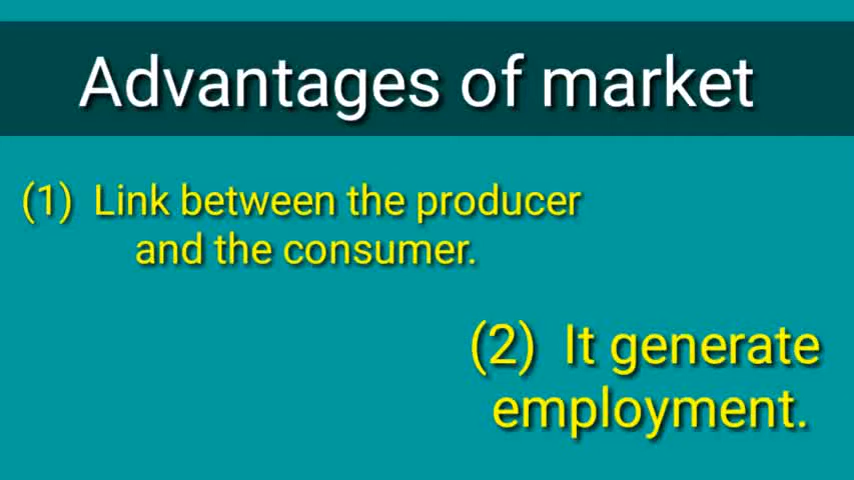 Advantages of market
(1) Link between the producer
and the consumer.
(2) It generate
employment.